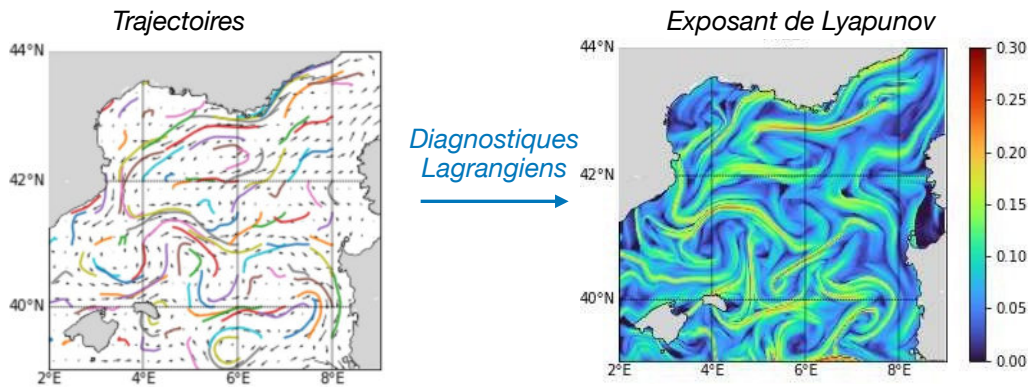 Trajectoires
Exposant de Lyapunov
44°N
42°N
40°N
2°E
4°E
6°E
8°E
Diagnostiques
Lagrangiens
44°N
42°N
40°N
2°E
4°E
6°E
8°E
0.30
0.25
0.20
0.15
0.10
0.05
0.00